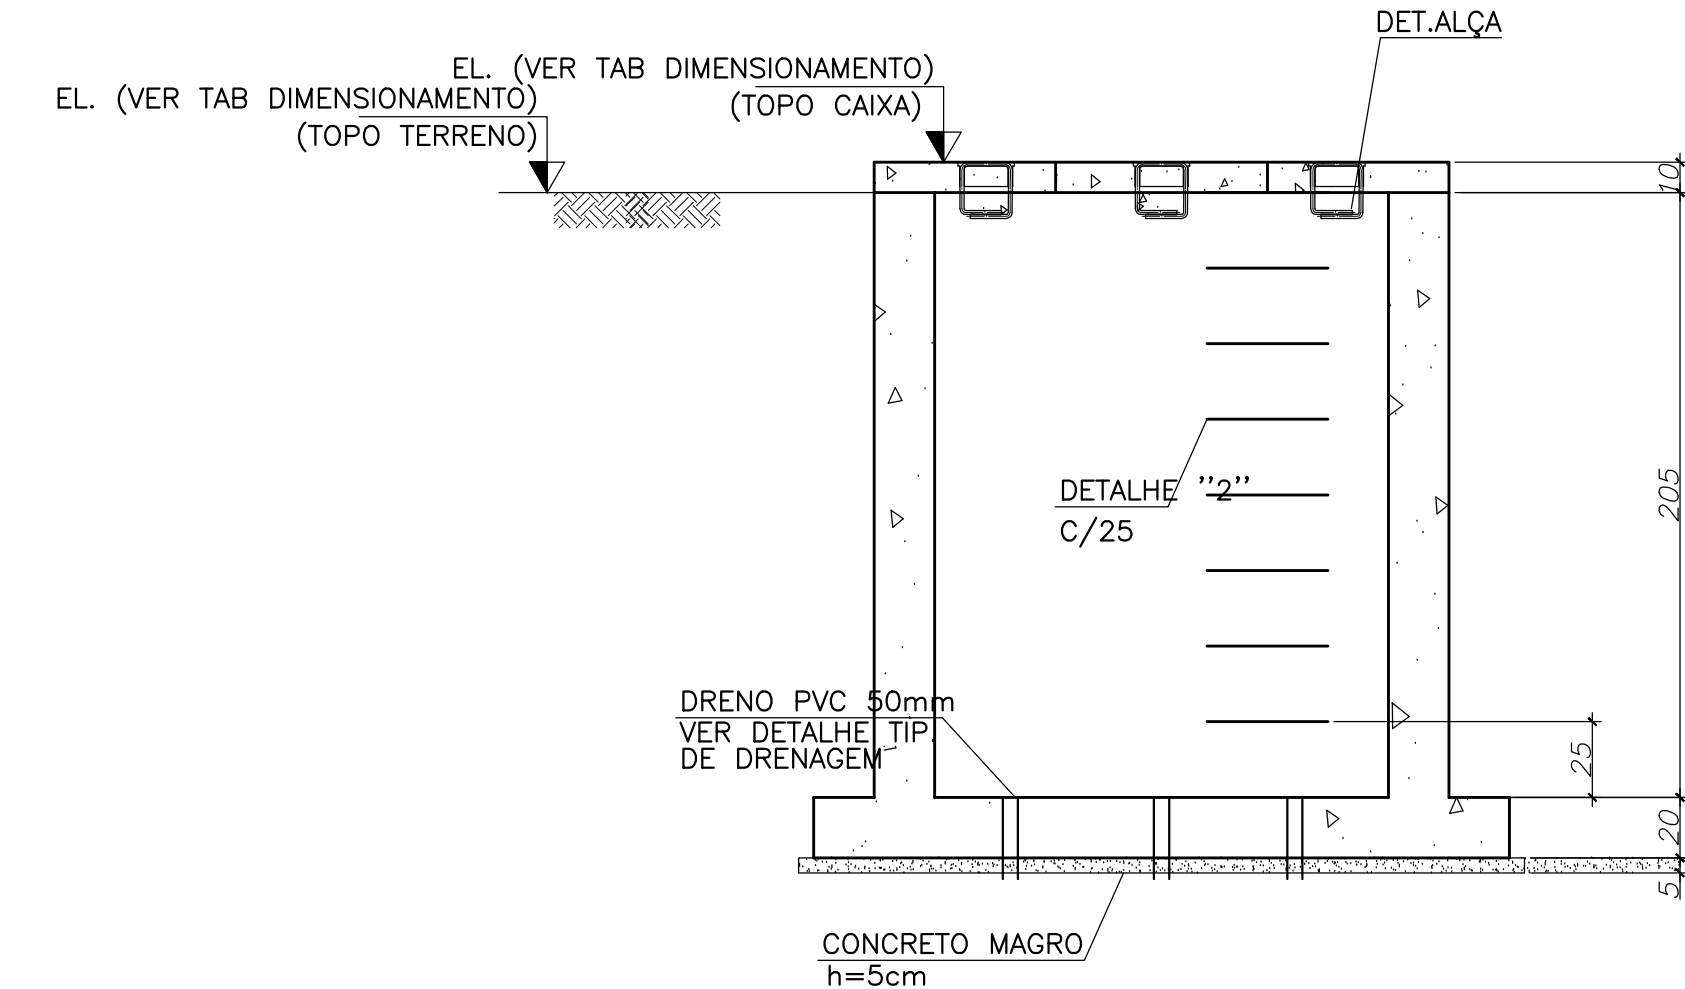 DET.ALÇA
EL. (VER TAB DIMENSIONAMENTO)
(TOPO CAIXA)
EL. (VER TAB DIMENSIONAMENTO)
(TOPO TERRENO)
10
205
DETALHE ''2''
C/25
DRENO PVC 50mm
VER DETALHE TIP.
DE DRENAGEM
25
20
5
CONCRETO MAGRO
h=5cm